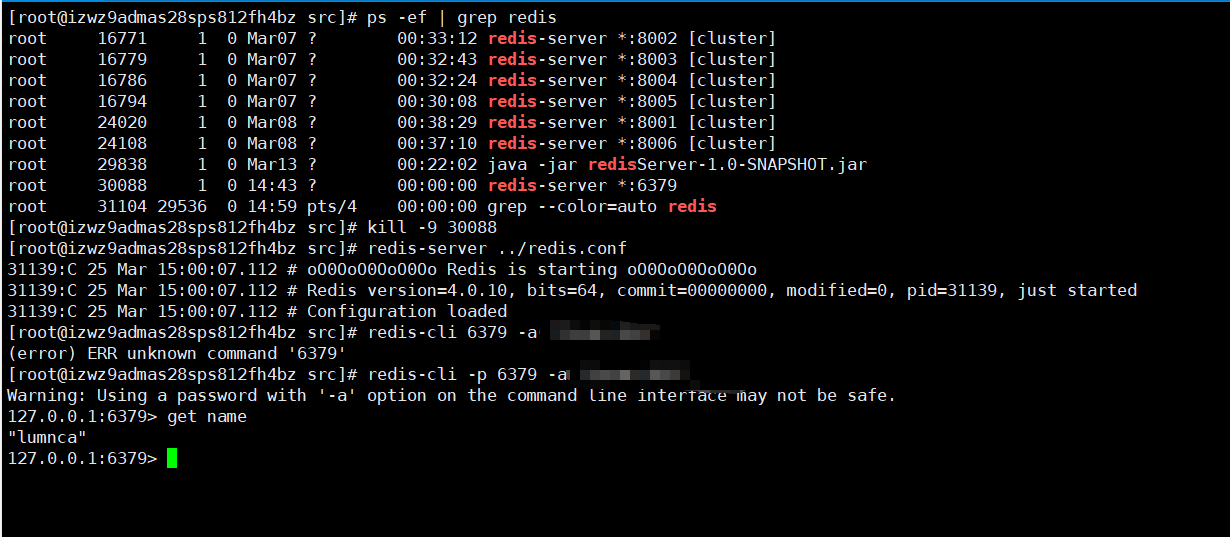 [root@izwz9admas28sps812fh4bz src]# ps -ef | grep redis
root     16771     1  0 Mar07 ?        00:33:12 redis-server *:8002 [cluster]
root     16779     1  0 Mar07 ?        00:32:43 redis-server *:8003 [cluster]
root     16786     1  0 Mar07 ?        00:32:24 redis-server *:8004 [cluster]
root     16794     1  0 Mar07 ?        00:30:08 redis-server *:8005 [cluster]
root     24020     1  0 Mar08 ?        00:38:29 redis-server *:8001 [cluster]
root     24108     1  0 Mar08 ?        00:37:10 redis-server *:8006 [cluster]
root     29838     1  0 Mar13 ?        00:22:02 java -jar redisServer-1.0-SNAPSHOT.jar
root     30088     1  0 14:43 ?        00:00:00 redis-server *:6379
root     31104 29536  0 14:59 pts/4    00:00:00 grep --color=auto redis
[root@izwz9admas28sps812fh4bz src]# kill -9 30088
[root@izwz9admas28sps812fh4bz src]# redis-server ../redis.conf
31139:C 25 Mar 15:00:07.112 # oO0OoO0OoO0Oo Redis is starting oO0OoO0OoO0Oo
31139:C 25 Mar 15:00:07.112 # Redis version=4.0.10, bits=64, commit=00000000, modified=0, pid=31139, just started
31139:C 25 Mar 15:00:07.112 # Configuration loaded
[root@izwz9admas28sps812fh4bz src]# redis-cli 6379 -a
(error) ERR unknown command '6379'
[root@izwz9admas28sps812fh4bz src]# redis-cli -p 6379 -a
Warning: Using a password with '-a' option on the command line interface may not be safe.
127.0.0.1:6379> get name
"lumnca"
127.0.0.1:6379>